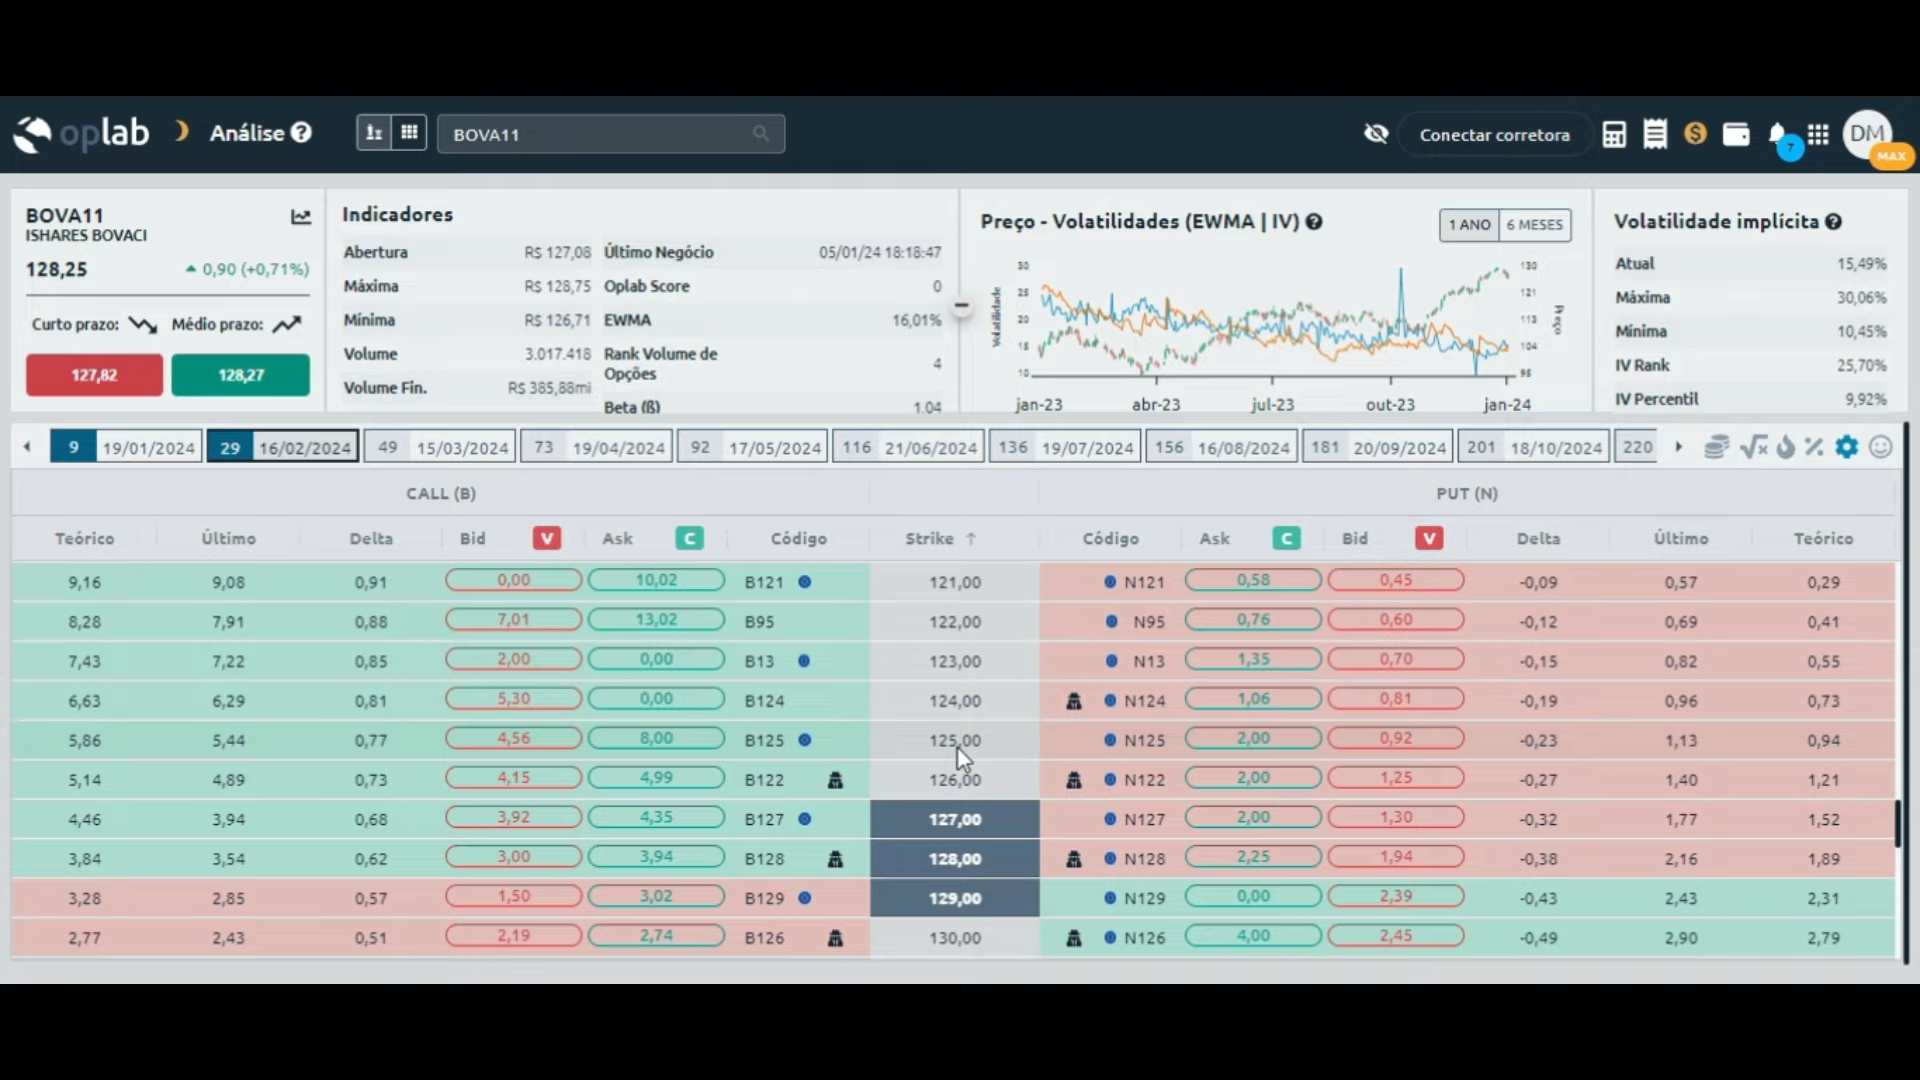 oplab Análise BOVA11 Conectar corretora 7 DM MAX
BOVA11
ISHARES BOVACI
128,25 0,90 (+0,71%)
Curto prazo: Médio prazo:
127,82 128,27
Indicadores
Abertura R$ 127,08 Último Negócio 05/01/24 18:18:47
Máxima R$ 128,75 Oplab Score 0
Mínima R$ 126,71 EWMA 16,01%
Volume 3.017.418 Rank Volume de Opções 4
Volume Fin. R$ 385,88mi Beta (ß) 1.04
Preço - Volatilidades (EWMA | IV) 1 ANO 6 MESES
Volatilidade
30
25
20
15
10
130
121
113
104
95
Preço
jan-23 abr-23 jul-23 out-23 jan-24
Volatilidade implícita
Atual 15,49%
Máxima 30,06%
Mínima 10,45%
IV Rank 25,70%
IV Percentil 9,92%
9 19/01/2024 29 16/02/2024 49 15/03/2024 73 19/04/2024 92 17/05/2024 116 21/06/2024 136 19/07/2024 156 16/08/2024 181 20/09/2024 201 18/10/2024 220
CALL (B) PUT (N)
Teórico Último Delta Bid V Ask C Código Strike Código Ask C Bid V Delta Último Teórico
9,16 9,08 0,91 0,00 10,02 B121 121,00 N121 0,58 0,45 -0,09 0,57 0,29
8,28 7,91 0,88 7,01 13,02 B95 122,00 N95 0,76 0,60 -0,12 0,69 0,41
7,43 7,22 0,85 2,00 0,00 B13 123,00 N13 1,35 0,70 -0,15 0,82 0,55
6,63 6,29 0,81 5,30 0,00 B124 124,00 N124 1,06 0,81 -0,19 0,96 0,73
5,86 5,44 0,77 4,56 8,00 B125 125,00 N125 2,00 0,92 -0,23 1,13 0,94
5,14 4,89 0,73 4,15 4,99 B122 126,00 N122 2,00 1,25 -0,27 1,40 1,21
4,46 3,94 0,68 3,92 4,35 B127 127,00 N127 2,00 1,30 -0,32 1,77 1,52
3,84 3,54 0,62 3,00 3,94 B128 128,00 N128 2,25 1,94 -0,38 2,16 1,89
3,28 2,85 0,57 1,50 3,02 B129 129,00 N129 0,00 2,39 -0,43 2,43 2,31
2,77 2,43 0,51 2,19 2,74 B126 130,00 N126 4,00 2,45 -0,49 2,90 2,79